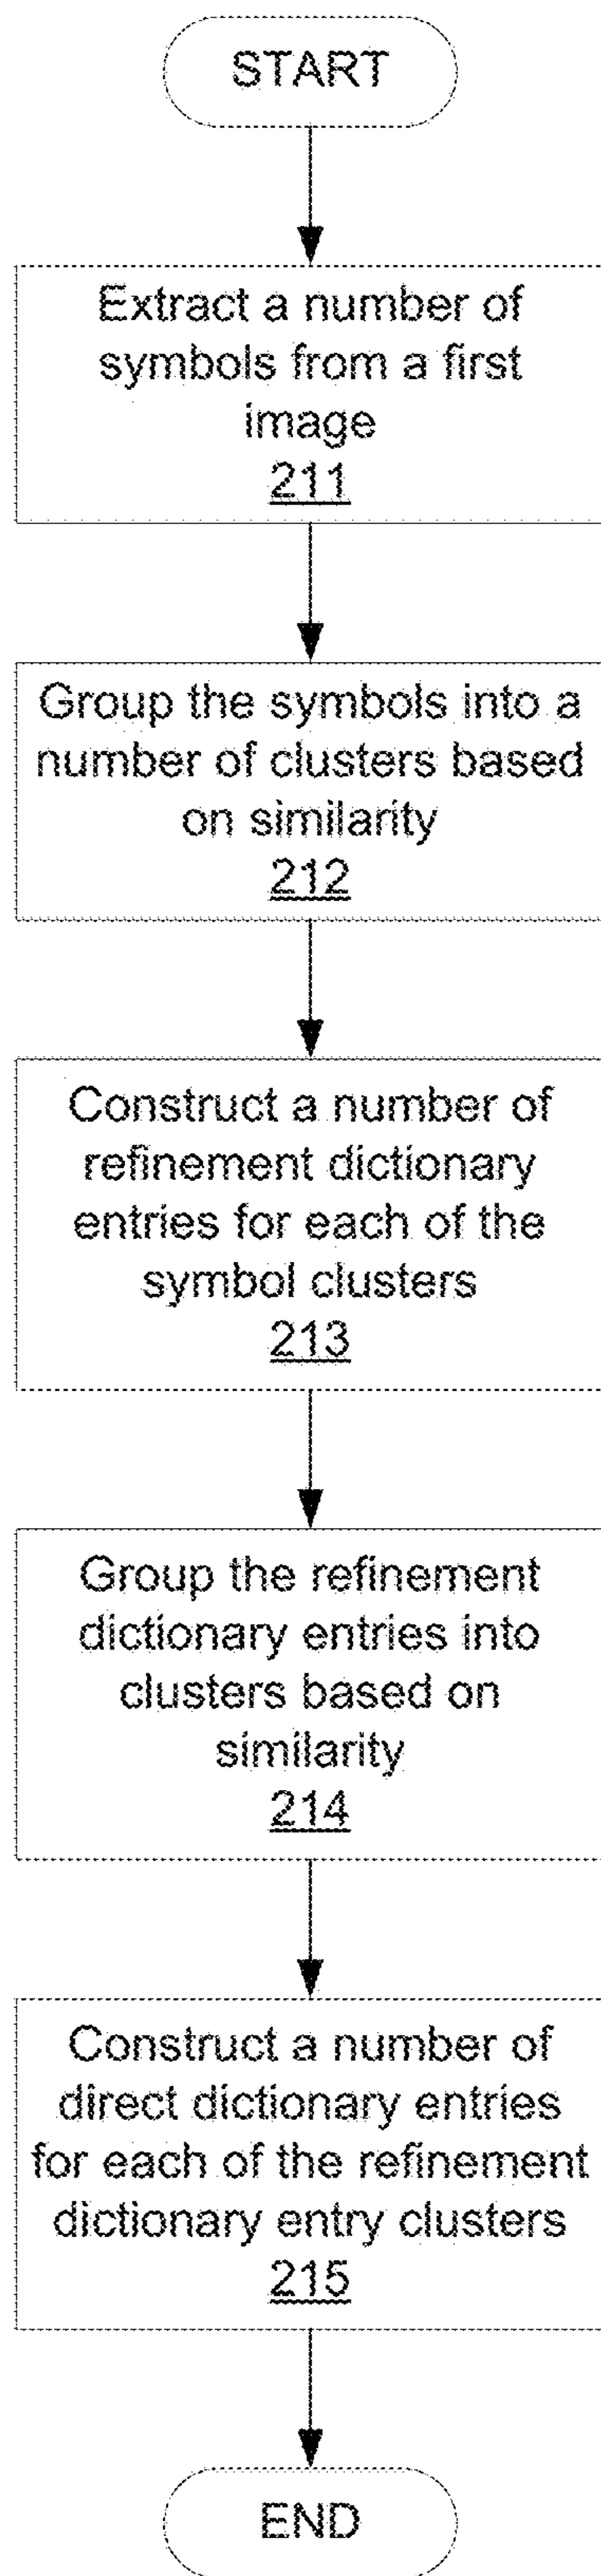 START
Extract a number of
symbols from a first
image
211
Group the symbols into a
number of clusters based
on similarity
212
Construct a number of
refinement dictionary
entries for each of the
symbol clusters
213
Group the refinement
dictionary entries into
clusters based on
similarity
214
Construct a number of
direct dictionary entries
for each of the refinement
dictionary entry clusters
215
END